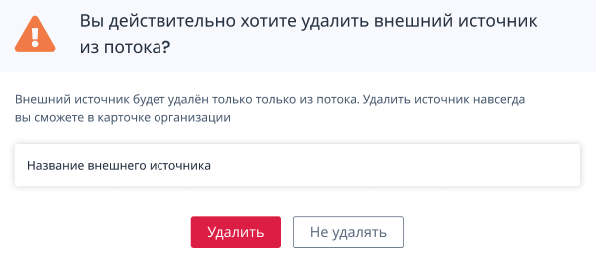 Вы действительно хотите удалить внешний источник
из потока?
Внешний источник будет удалён только только из потока. Удалить источник навсегда
вы сможете в карточке организации
Название внешнего источника
Удалить
Не удалять